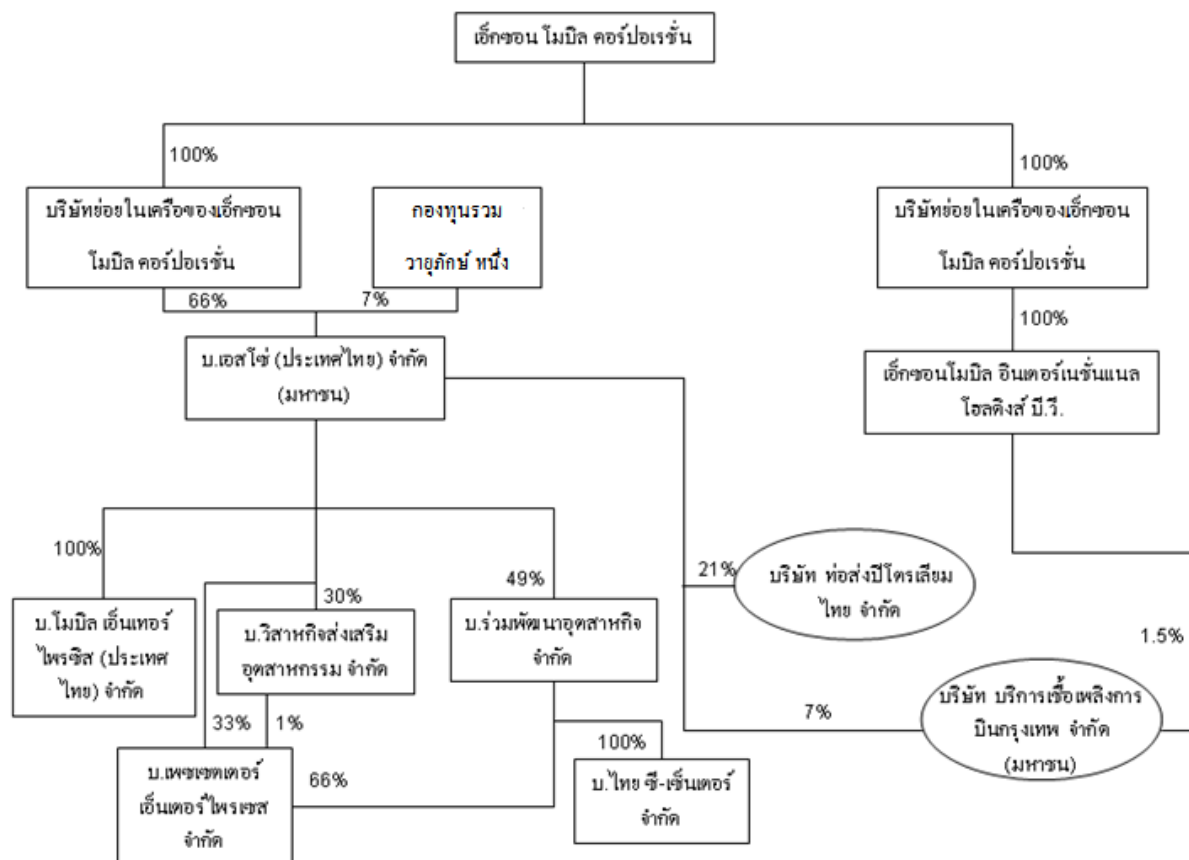 เอ็กซอน โมบิล คอร์ปอเรชั่น
100%
100%
บริษัทย่อยในเครือของเอ็กซอน
โมบิล คอร์ปอเรชั่น
กองทุนรวม
วายุภักษ์ หนึ่ง
บริษัทย่อยในเครือของเอ็กซอน
โมบิล คอร์ปอเรชั่น
66%
7%
100%
บ.เอสโซ่ (ประเทศไทย) จำกัด
(มหาชน)
เอ็กซอนโมบิล อินเตอร์เนชั่นแนล
โฮลดิงส์ บี.วี.
100%
30%
49%
21%
บริษัท ท่อส่งปิโตรเลียม
ไทย จำกัด
บ.โมบิล เอ็นเทอร์
ไพรซิส (ประเทศ
ไทย) จำกัด
บ.วิสาหกิจส่งเสริม
อุตสาหกรรม จำกัด
บ.ร่วมพัฒนาอุตสาหกิจ
จำกัด
1.5%
33%
1%
7%
บริษัท บริการเชื้อเพลิงการ
บินกรุงเทพ จำกัด
(มหาชน)
100%
บ.เพซเซตเตอร์
เอ็นเตอร์ไพรเซส
จำกัด
66%
บ.ไทย ซี-เซ็นเตอร์
จำกัด